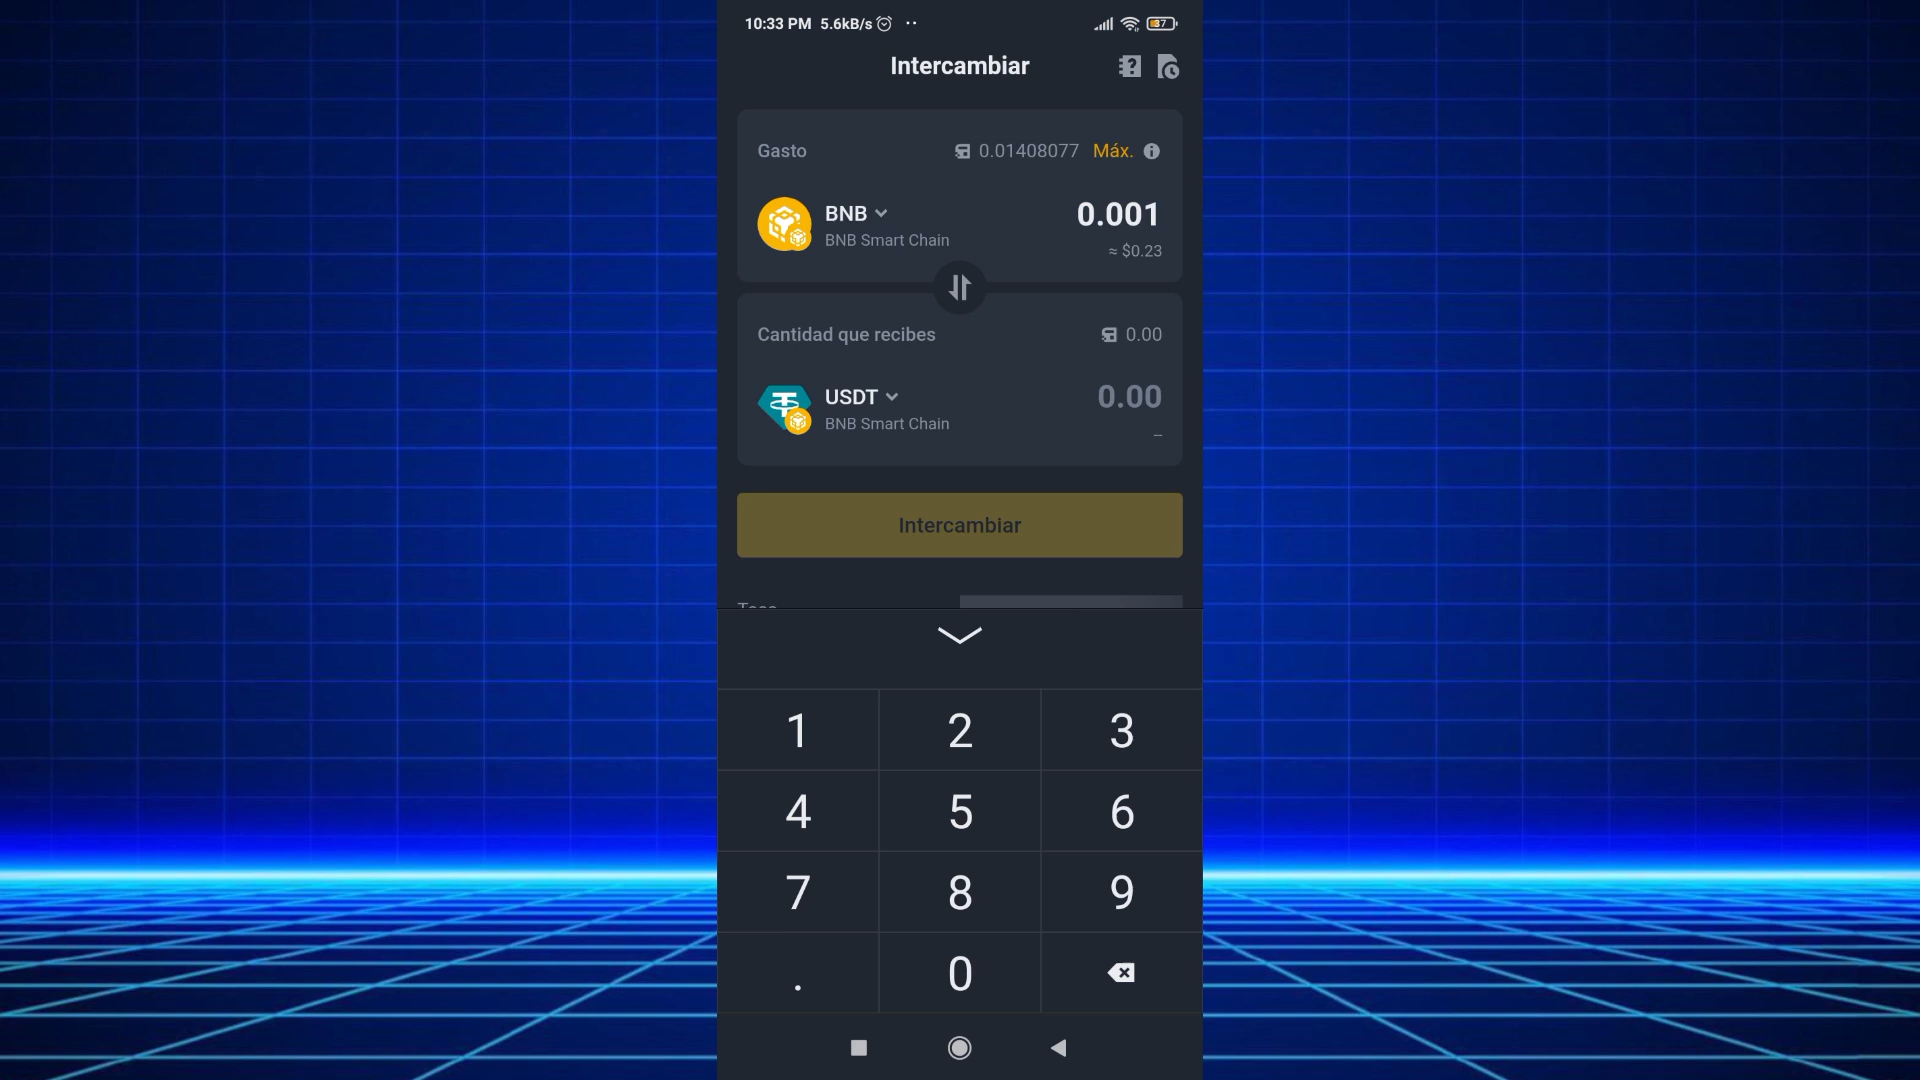 10:33 PM 5.6kB/s
37
Intercambiar
Gasto 0.01408077 Máx.
BNB 0.001
BNB Smart Chain
≈ $0.23
Cantidad que recibes 0.00
USDT 0.00
BNB Smart Chain
–
Intercambiar
1 2 3
4 5 6
7 8 9
. 0